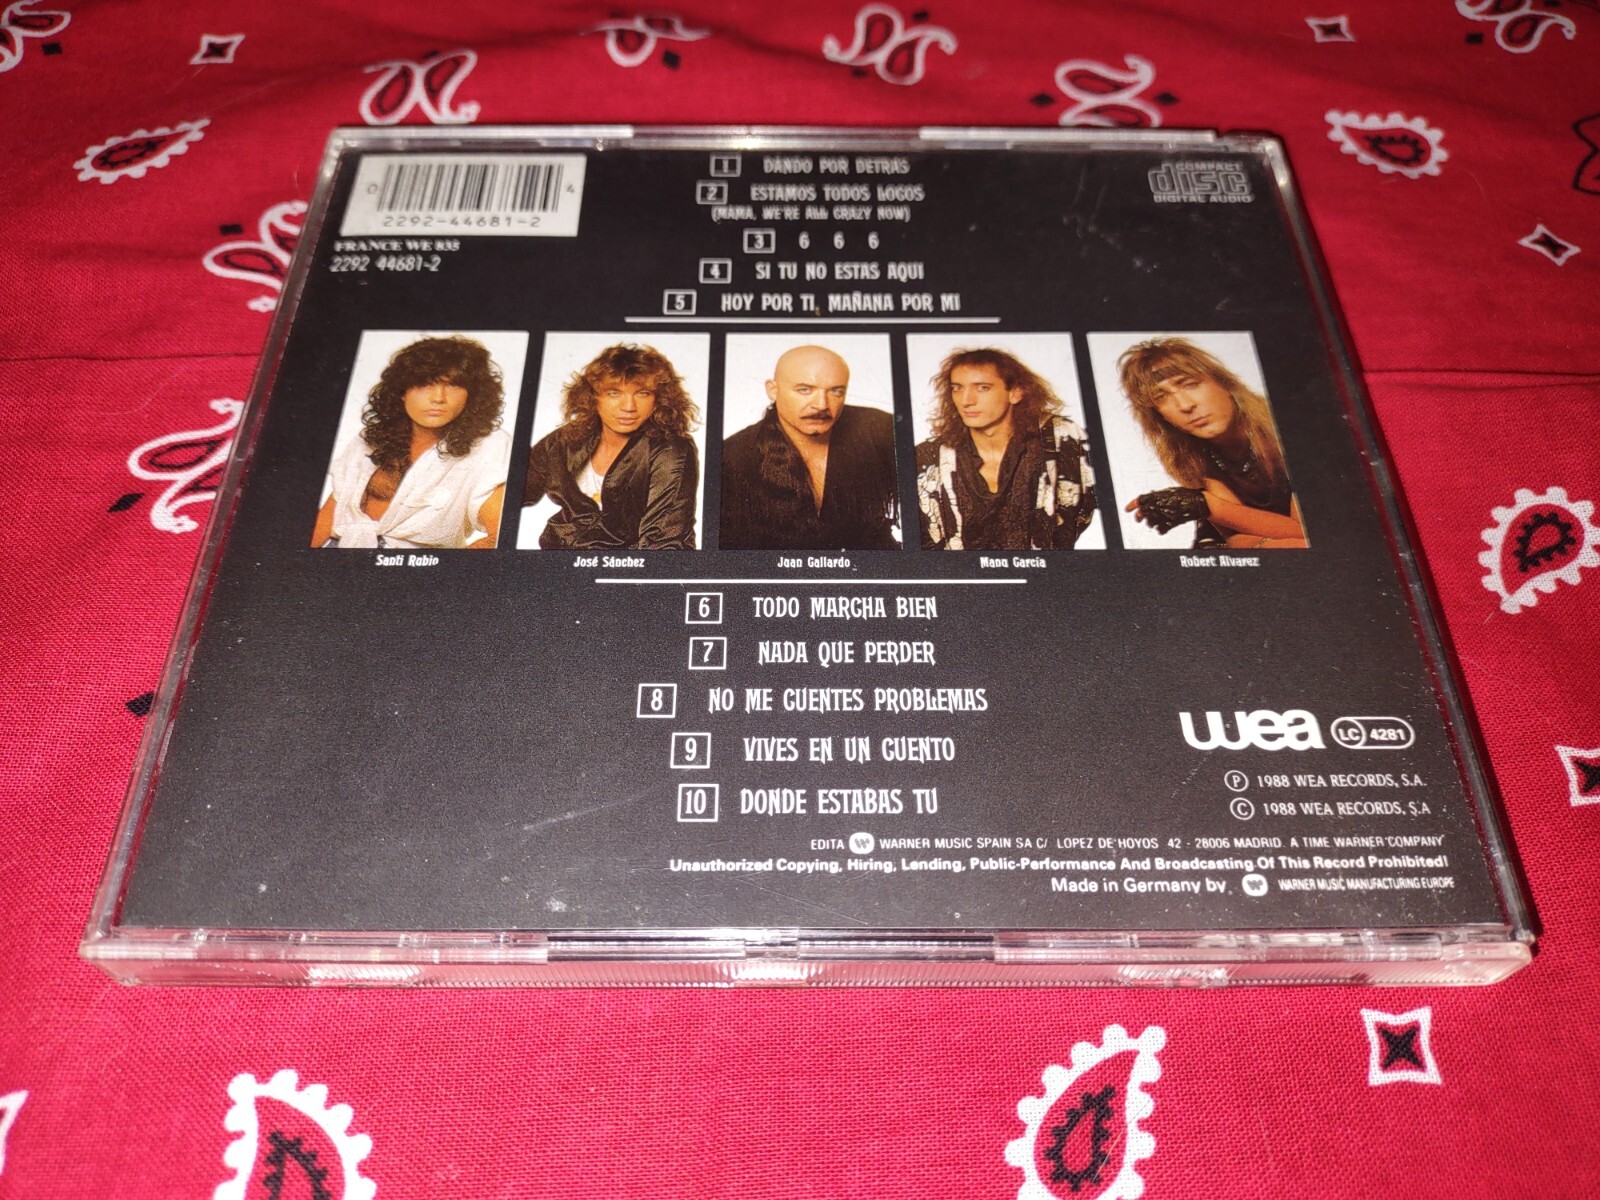 0 4
2292-44681-2
FRANCE WE 835
2292 44681-2
1 DANDO POR DETRAS
2 ESTAMOS TODOS LOCOS
(MAMA, WE'RE ALL CRAZY NOW)
3 6 6 6
4 SI TU NO ESTAS AQUI
5 HOY POR TI, MAÑANA POR MI
COMPACT
disc
DIGITAL AUDIO
Santi Rubio
José Sánchez
Juan Gallardo
Manu García
Robert Alvarez
6 TODO MARCHA BIEN
7 NADA QUE PERDER
8 NO ME CUENTES PROBLEMAS
9 VIVES EN UN CUENTO
10 DONDE ESTABAS TU
wea LC 4281
Ⓟ 1988 WEA RECORDS, S.A.
© 1988 WEA RECORDS, S,A
EDITA WARNER MUSIC SPAIN SA C/ LOPEZ DE HOYOS 42 - 28006 MADRID. A TIME WARNER COMPANY
Unauthorized Copying, Hiring, Lending, Public-Performance And Broadcasting Of This Record Prohibited!
Made in Germany by WARNER MUSIC MANUFACTURING EUROPE